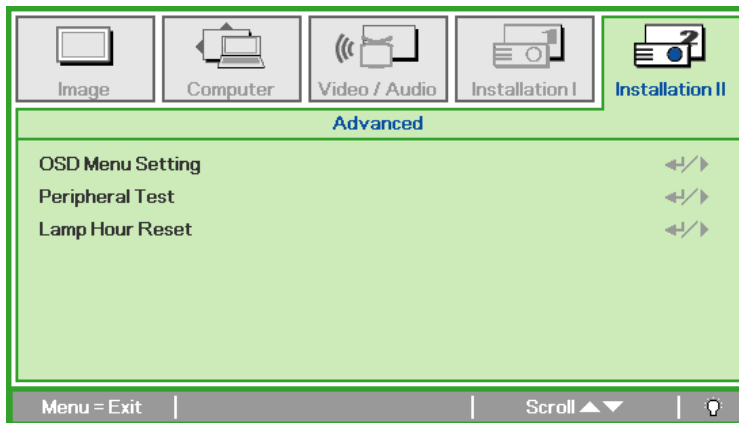 Image Computer Video / Audio Installation I Installation II
Advanced
OSD Menu Setting
Peripheral Test
Lamp Hour Reset
Menu = Exit Scroll